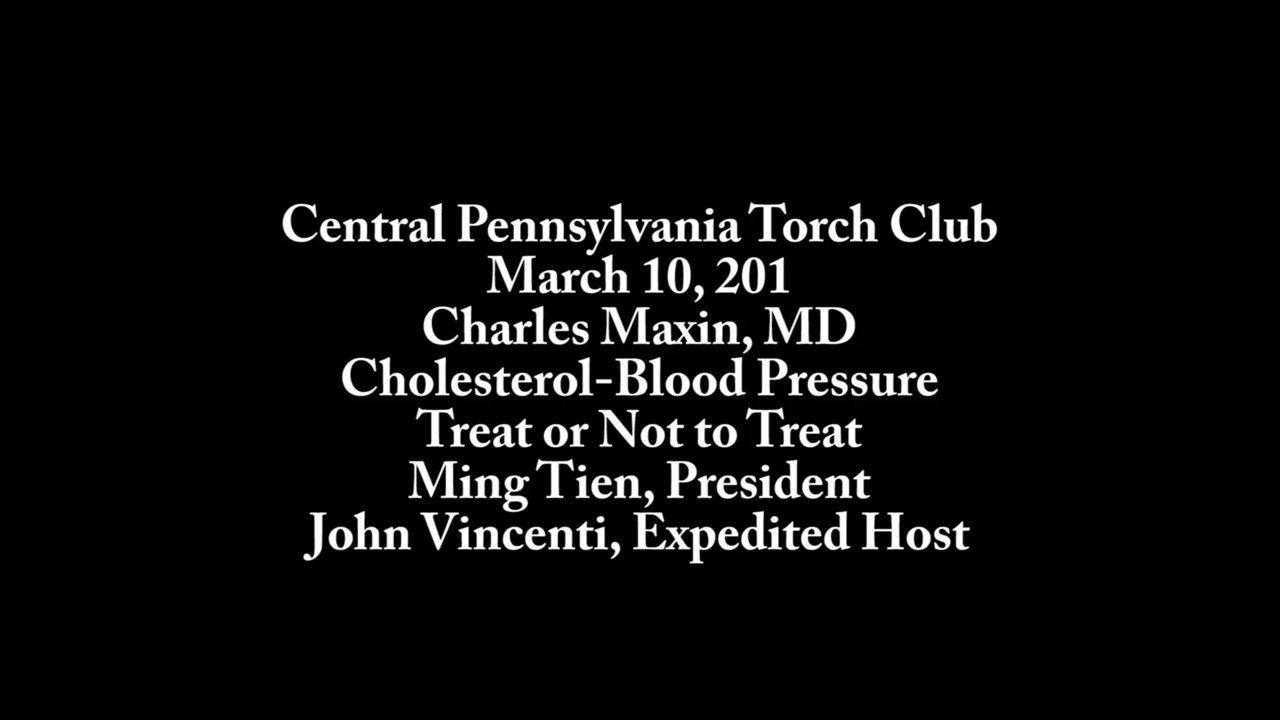 Central Pennsylvania Torch Club
March 10, 201
Charles Maxin, MD
Cholesterol-Blood Pressure
Treat or Not to Treat
Ming Tien, President
John Vincenti, Expedited Host